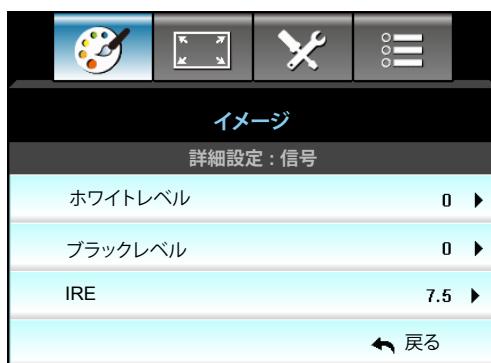 イメージ
詳細設定 : 信号
ホワイトレベル 0
ブラックレベル 0
IRE 7.5
戻る